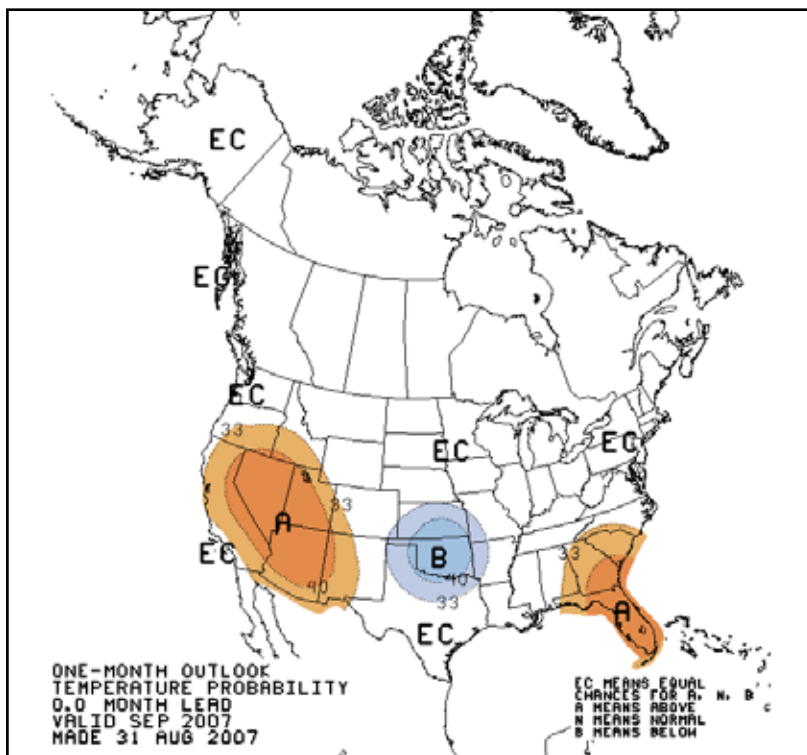 EC
EC
EC
33
EC
EC
33
A
EC
B
33
40
40
33
A
EC
ONE-MONTH OUTLOOK
TEMPERATURE PROBABILITY
0.0 MONTH LEAD
VALID SEP 2007
MADE 31 AUG 2007
EC MEANS EQUAL
CHANCES FOR A, N, B
A MEANS ABOVE
N MEANS NORMAL
B MEANS BELOW